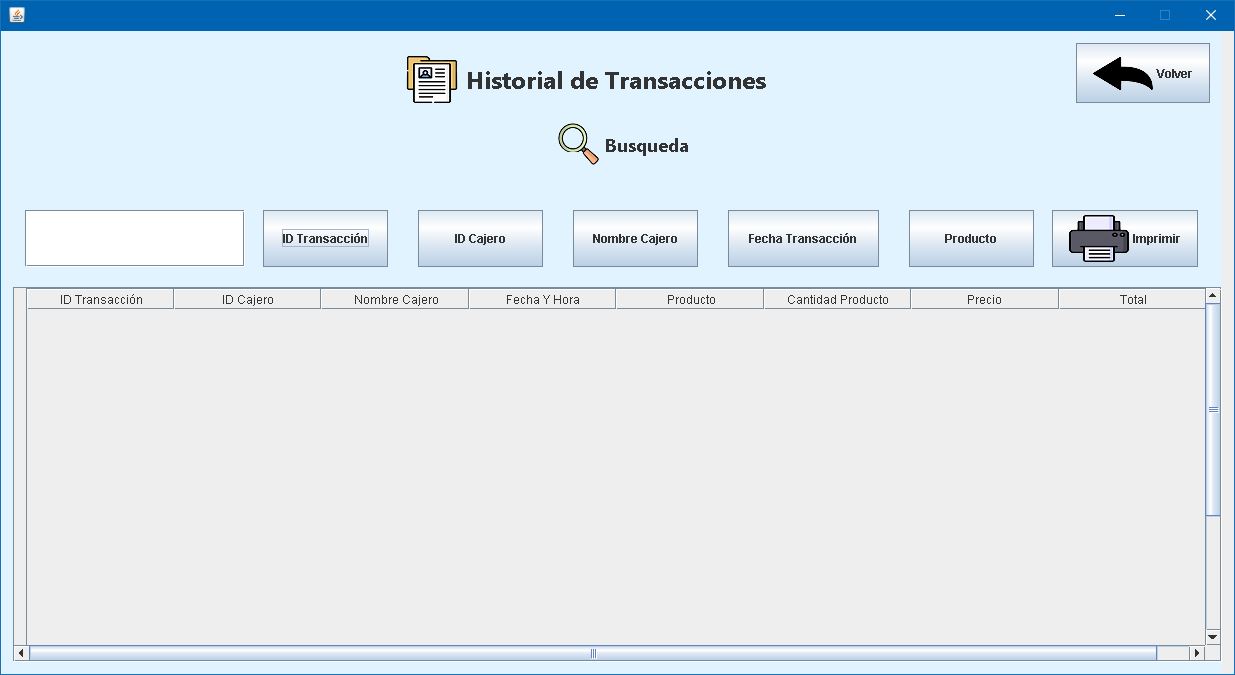 Historial de Transacciones
Volver
Busqueda
ID Transacción
ID Cajero
Nombre Cajero
Fecha Transacción
Producto
Imprimir
ID Transacción
ID Cajero
Nombre Cajero
Fecha Y Hora
Producto
Cantidad Producto
Precio
Total